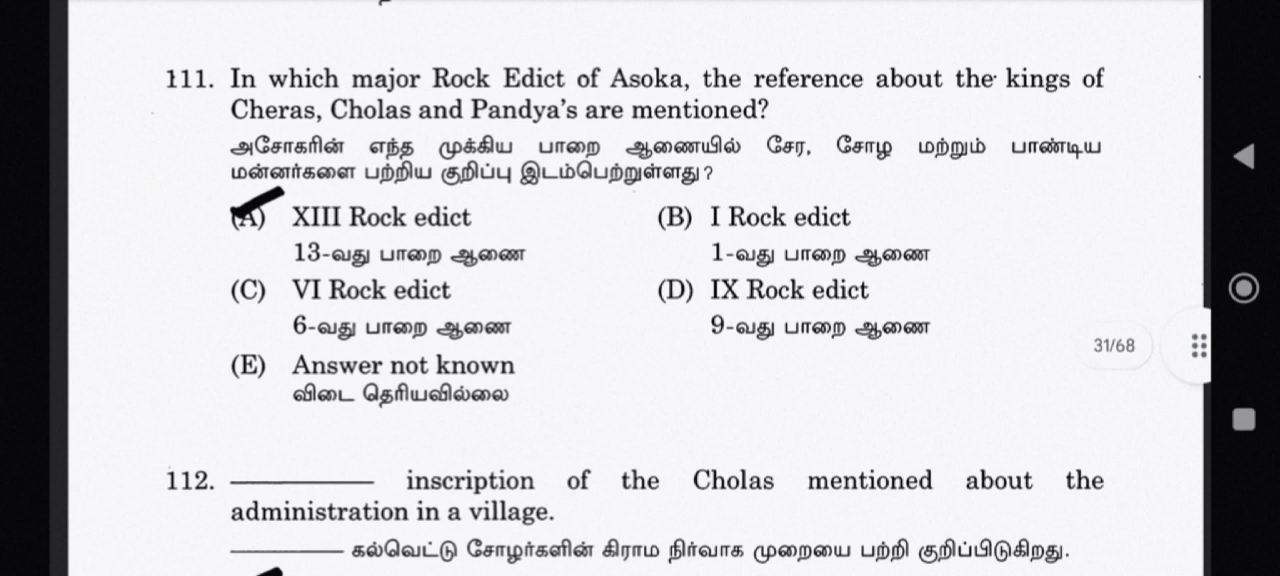 111. In which major Rock Edict of Asoka, the reference about the kings of
Cheras, Cholas and Pandya's are mentioned?
அசோகரின் எந்த முக்கிய பாறை ஆணையில் சேர, சோழ மற்றும் பாண்டிய
மன்னர்களை பற்றிய குறிப்பு இடம்பெற்றுள்ளது?
(A) XIII Rock edict (B) I Rock edict
13-வது பாறை ஆணை 1-வது பாறை ஆணை
(C) VI Rock edict (D) IX Rock edict
6-வது பாறை ஆணை 9-வது பாறை ஆணை
31/68
(E) Answer not known
விடை தெரியவில்லை
112. ________ inscription of the Cholas mentioned about the
administration in a village.
________ கல்வெட்டு சோழர்களின் கிராம நிர்வாக முறையை பற்றி குறிப்பிடுகிறது.